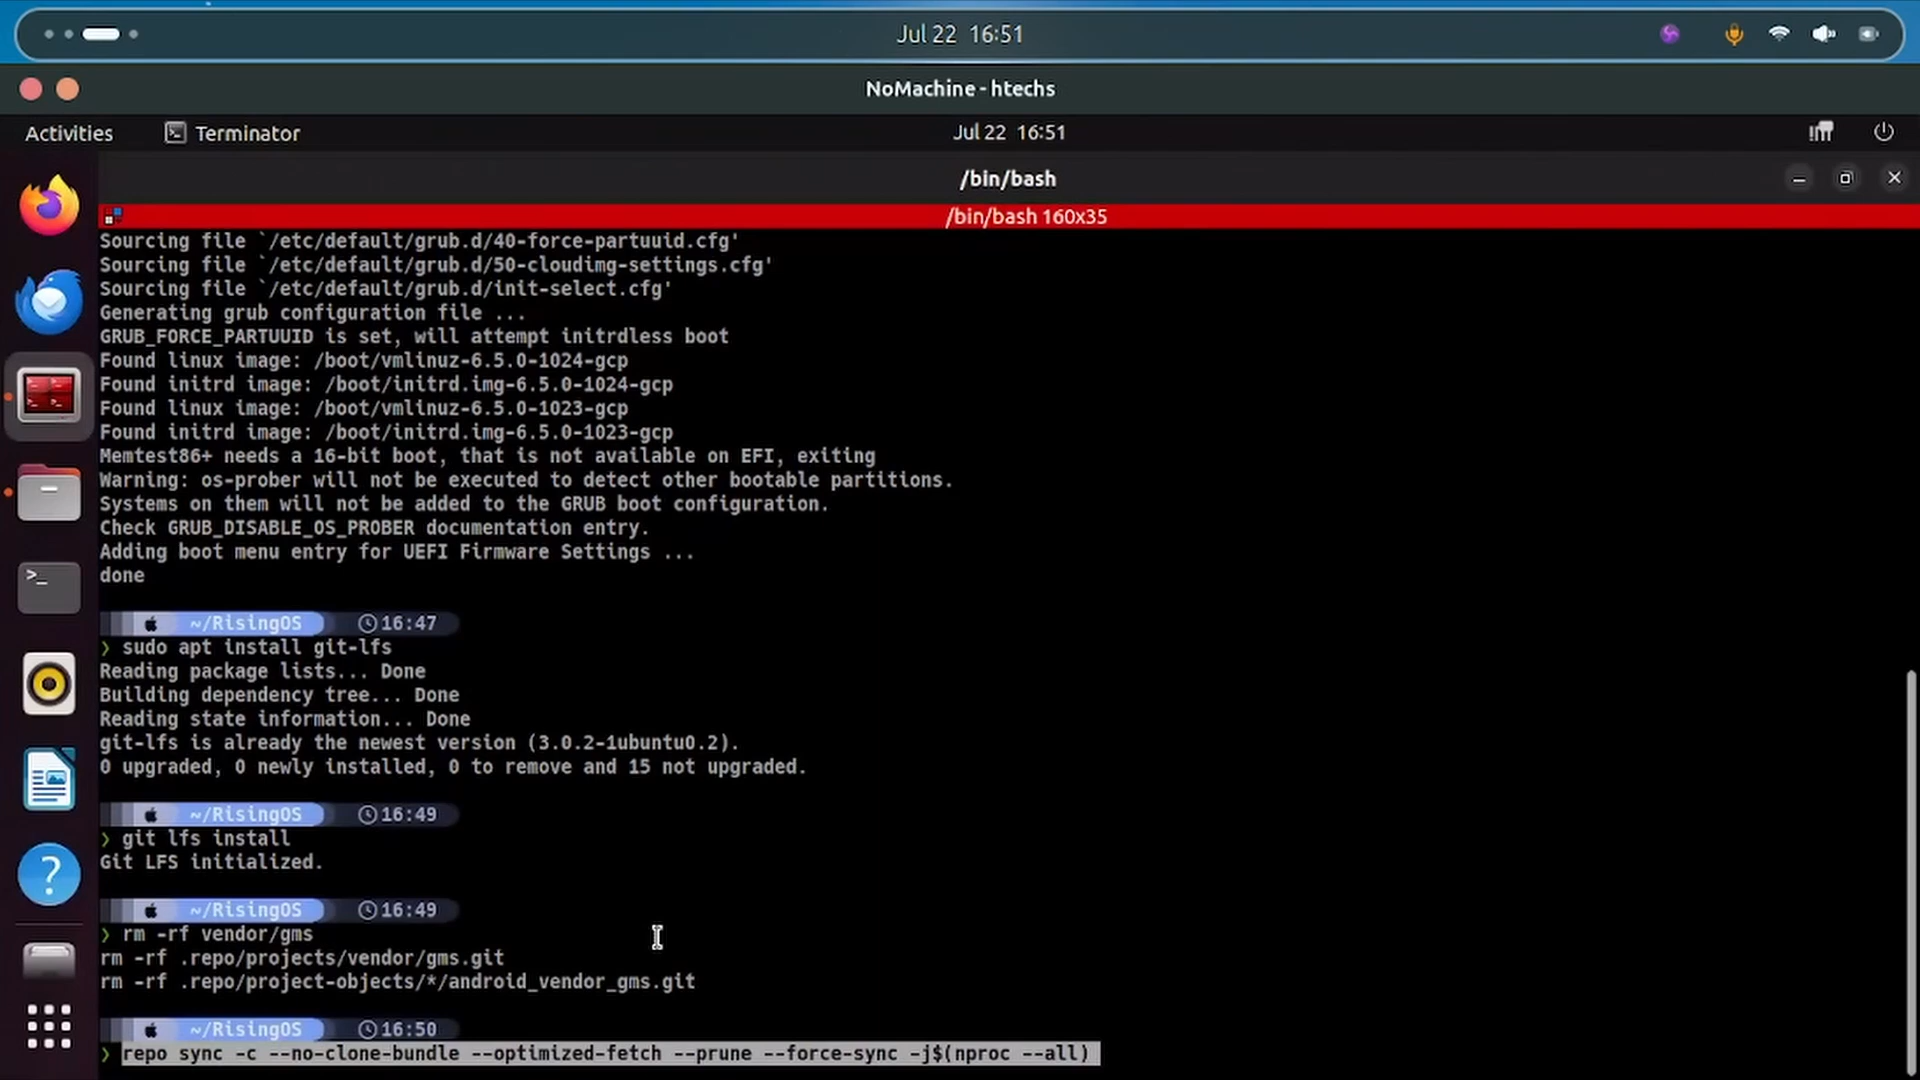 Jul 22 16:51
NoMachine - htechs
Activities Terminator Jul 22 16:51
/bin/bash
/bin/bash 160x35
Sourcing file `/etc/default/grub.d/40-force-partuuid.cfg'
Sourcing file `/etc/default/grub.d/50-cloudimg-settings.cfg'
Sourcing file `/etc/default/grub.d/init-select.cfg'
Generating grub configuration file ...
GRUB_FORCE_PARTUUID is set, will attempt initrdless boot
Found linux image: /boot/vmlinuz-6.5.0-1024-gcp
Found initrd image: /boot/initrd.img-6.5.0-1024-gcp
Found linux image: /boot/vmlinuz-6.5.0-1023-gcp
Found initrd image: /boot/initrd.img-6.5.0-1023-gcp
Memtest86+ needs a 16-bit boot, that is not available on EFI, exiting
Warning: os-prober will not be executed to detect other bootable partitions.
Systems on them will not be added to the GRUB boot configuration.
Check GRUB_DISABLE_OS_PROBER documentation entry.
Adding boot menu entry for UEFI Firmware Settings ...
done
~/RisingOS 16:47
❯ sudo apt install git-lfs
Reading package lists... Done
Building dependency tree... Done
Reading state information... Done
git-lfs is already the newest version (3.0.2-1ubuntu0.2).
0 upgraded, 0 newly installed, 0 to remove and 15 not upgraded.
~/RisingOS 16:49
❯ git lfs install
Git LFS initialized.
~/RisingOS 16:49
❯ rm -rf vendor/gms
rm -rf .repo/projects/vendor/gms.git
rm -rf .repo/project-objects/*/android_vendor_gms.git
~/RisingOS 16:50
❯ repo sync -c --no-clone-bundle --optimized-fetch --prune --force-sync -j$(nproc --all)